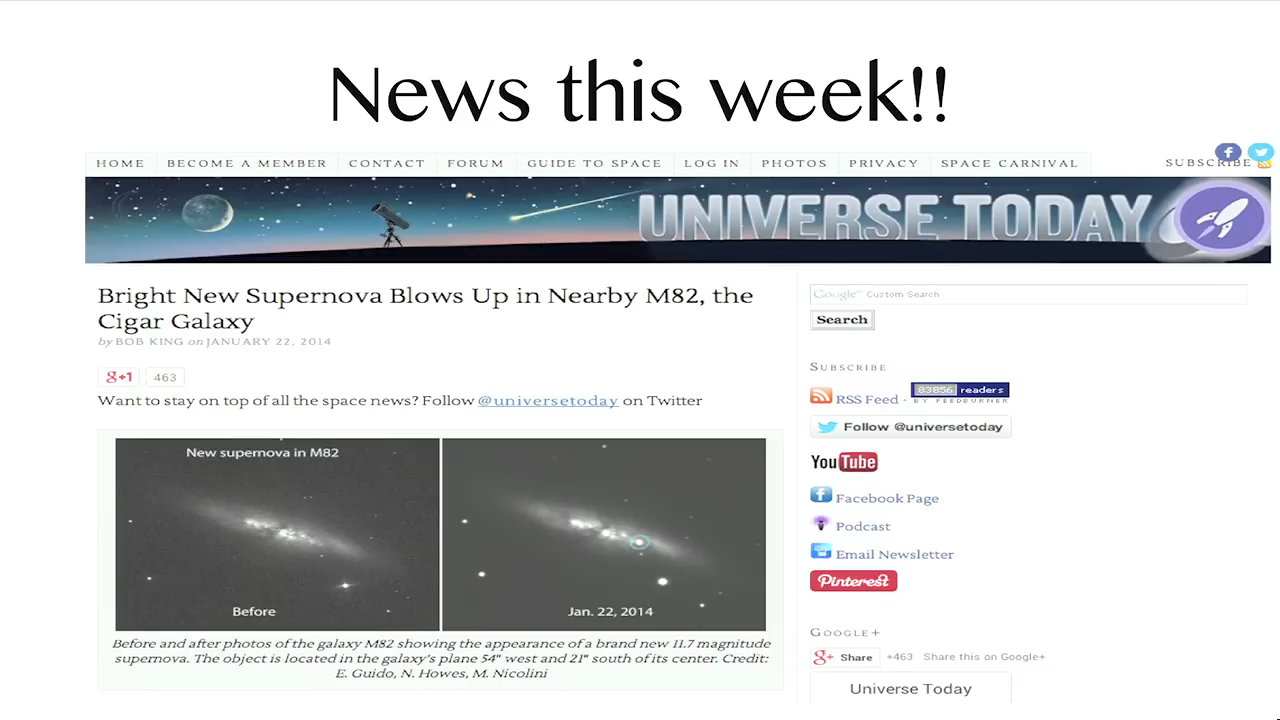 News this week!!
HOME BECOME A MEMBER CONTACT FORUM GUIDE TO SPACE LOG IN PHOTOS PRIVACY SPACE CARNIVAL SUBSCRIBE
UNIVERSE TODAY
Bright New Supernova Blows Up in Nearby M82, the
Cigar Galaxy
by BOB KING on JANUARY 22, 2014
g+1 463
Want to stay on top of all the space news? Follow @universetoday on Twitter
New supernova in M82
Before
Jan. 22, 2014
Before and after photos of the galaxy M82 showing the appearance of a brand new 11.7 magnitude
supernova. The object is located in the galaxy's plane 54" west and 21" south of its center. Credit:
E. Guido, N. Howes, M. Nicolini
Google™ Custom Search
Search
SUBSCRIBE
RSS Feed - 83856 readers
BY FEEDBURNER
Follow @universetoday
YouTube
Facebook Page
Podcast
Email Newsletter
Pinterest
GOOGLE+
g+ Share +463 Share this on Google+
Universe Today